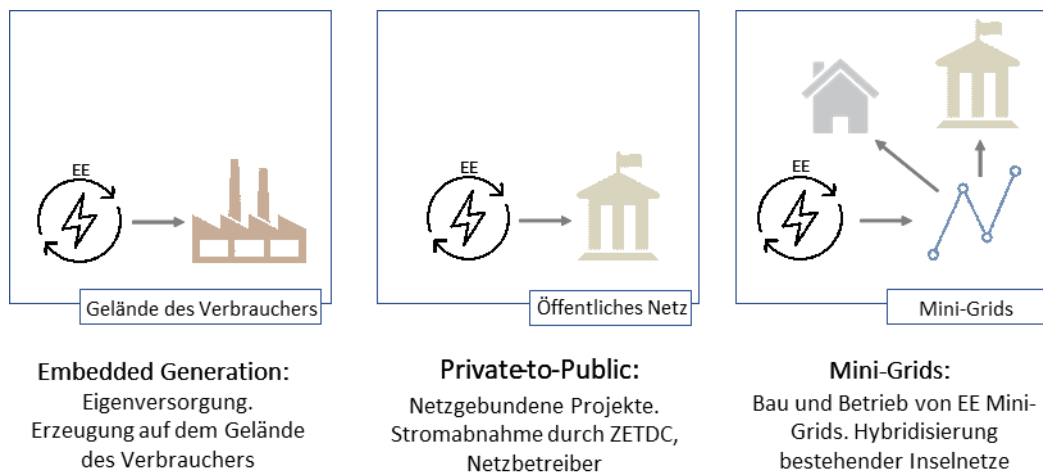 EE
Gelände des Verbrauchers
Embedded Generation:
Eigenversorgung.
Erzeugung auf dem Gelände
des Verbrauchers
EE
Öffentliches Netz
Private-to-Public:
Netzgebundene Projekte.
Stromabnahme durch ZETDC,
Netzbetreiber
EE
Mini-Grids
Mini-Grids:
Bau und Betrieb von EE Mini-
Grids. Hybridisierung
bestehender Inselnetze